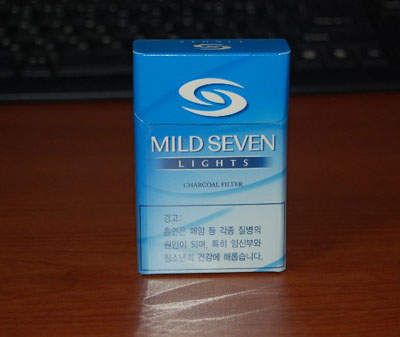 MILD SEVEN
LIGHTS
CHARCOAL FILTER
경고:
흡연은 폐암 등 각종 질병의
원인이 되며, 특히 임신부와
청소년의 건강에 해롭습니다.